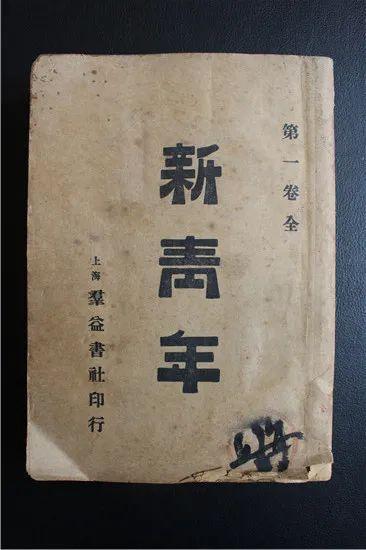 第一卷全
新青年
上海 羣益書社印行